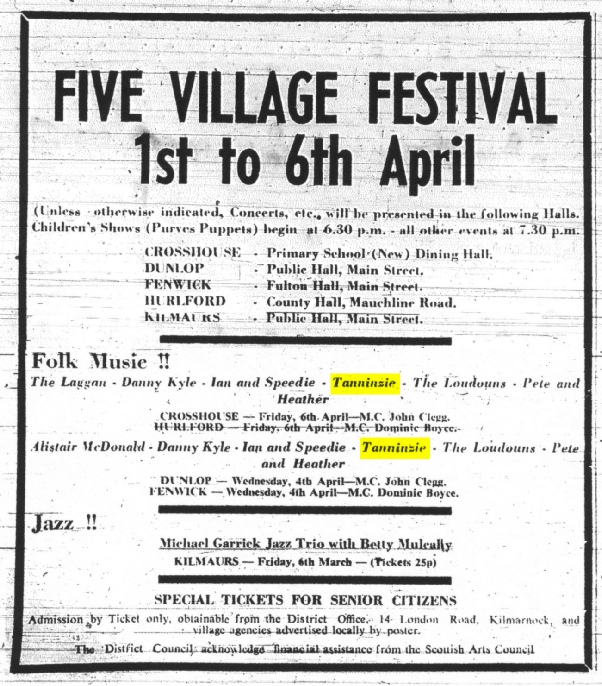 FIVE VILLAGE FESTIVAL
1st to 6th April
(Unless otherwise indicated, Concerts, etc., will be presented in the following Halls.
Children's Shows (Purves Puppets) begin at 6.30 p.m. - all other events at 7.30 p.m.
CROSSHOUSE - Primary School (New) Dining Hall.
DUNLOP - Public Hall, Main Street.
FENWICK - Fulton Hall, Main Street.
HURLFORD - County Hall, Mauchline Road.
KILMAURS - Public Hall, Main Street.
Folk Music !!
The Laggan - Danny Kyle - Ian and Speedie - Tanninzie - The Loudouns - Pete and
Heather
CROSSHOUSE — Friday, 6th April—M.C. John Clegg.
HURLFORD — Friday, 6th April—M.C. Dominic Boyce.
Alistair McDonald - Danny Kyle - Ian and Speedie - Tanninzie - The Loudouns - Pete
and Heather
DUNLOP — Wednesday, 4th April—M.C. John Clegg.
FENWICK — Wednesday, 4th April—M.C. Dominic Boyce.
Jazz !!
Michael Garrick Jazz Trio with Betty Mulcahy
KILMAURS — Friday, 6th March — (Tickets 25p)
SPECIAL TICKETS FOR SENIOR CITIZENS
Admission by Ticket only, obtainable from the District Office, 14 London Road, Kilmarnock, and
village agencies advertised locally by poster.
The District Council acknowledge financial assistance from the Scottish Arts Council